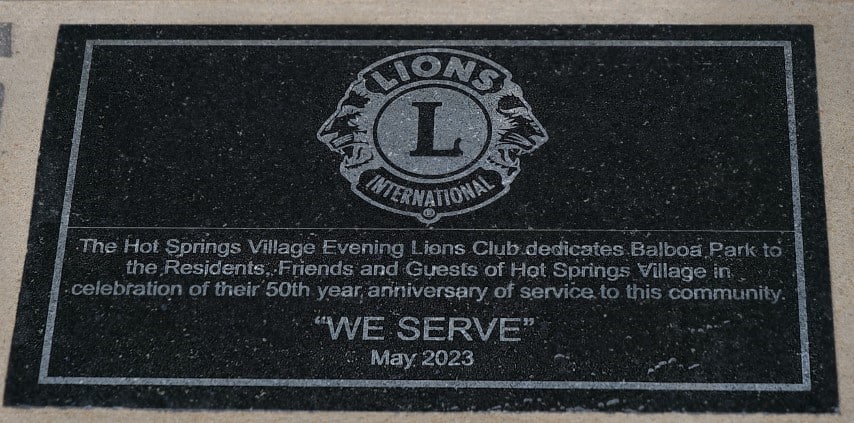 LIONS
L
INTERNATIONAL
®
The Hot Springs Village Evening Lions Club dedicates Balboa Park to
the Residents, Friends and Guests of Hot Springs Village in
celebration of their 50th year anniversary of service to this community.
“WE SERVE”
May 2023